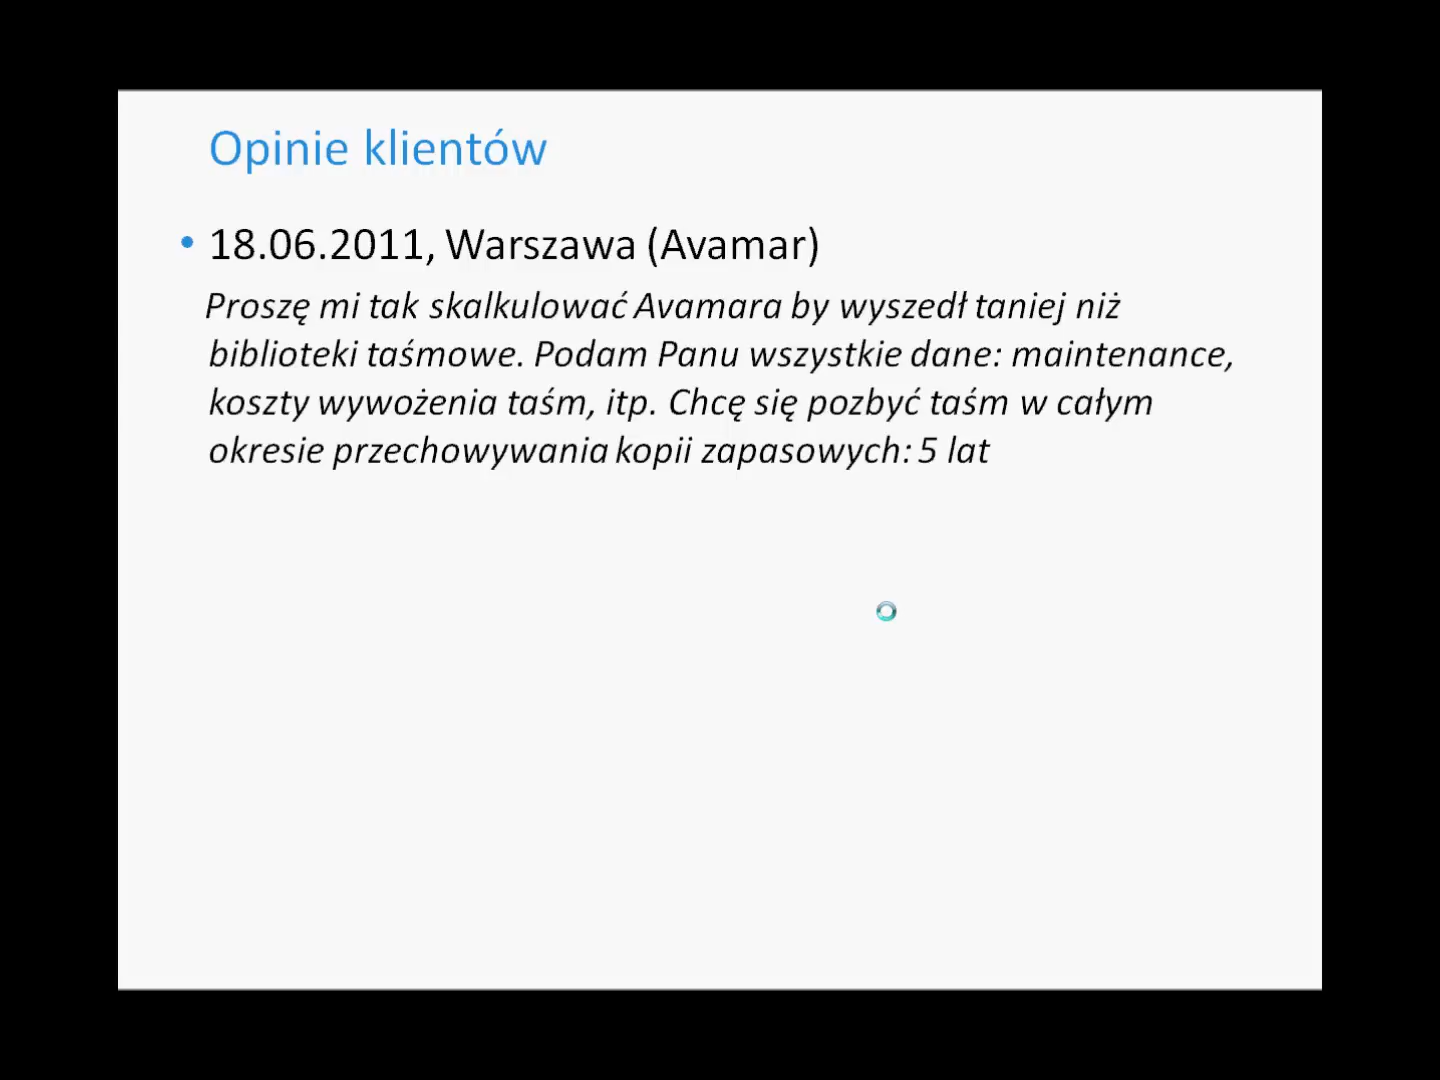 Opinie klientów
• 18.06.2011, Warszawa (Avamar)
Proszę mi tak skalkulować Avamara by wyszedł taniej niż
biblioteki taśmowe. Podam Panu wszystkie dane: maintenance,
koszty wywożenia taśm, itp. Chcę się pozbyć taśm w całym
okresie przechowywania kopii zapasowych: 5 lat